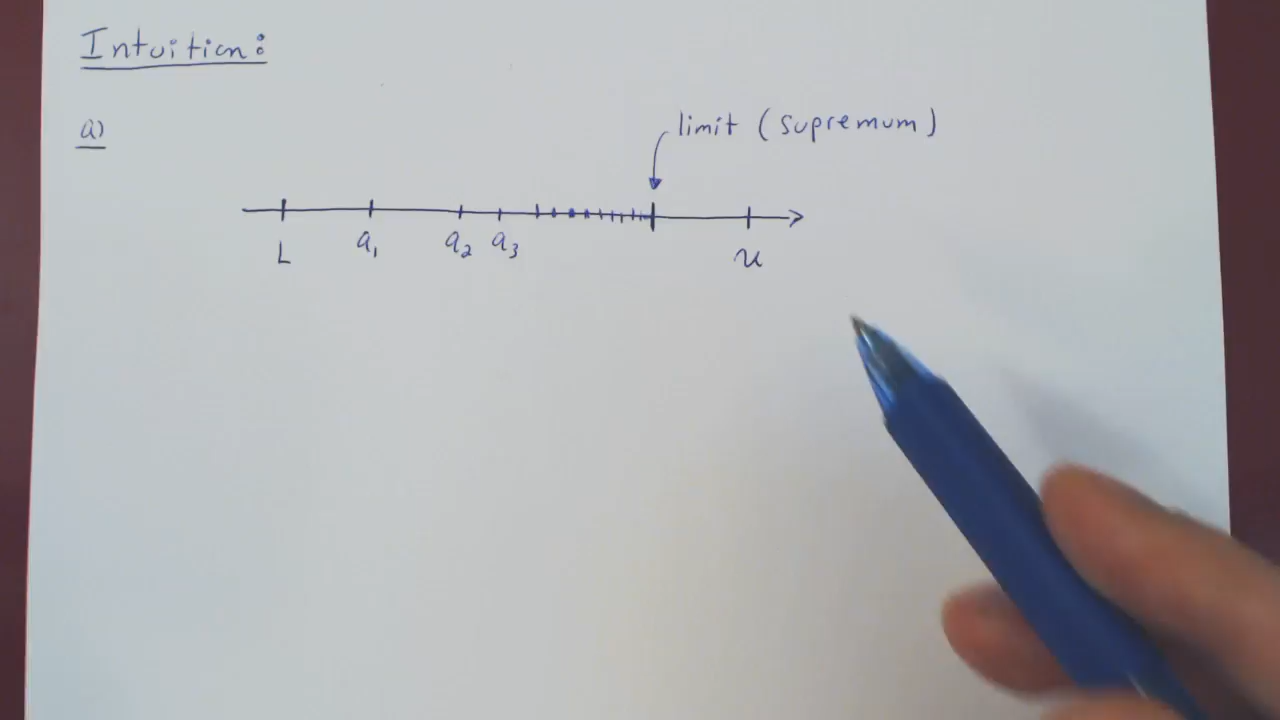 Intuition:
a)
limit (supremum)
L a₁ a₂ a₃ u